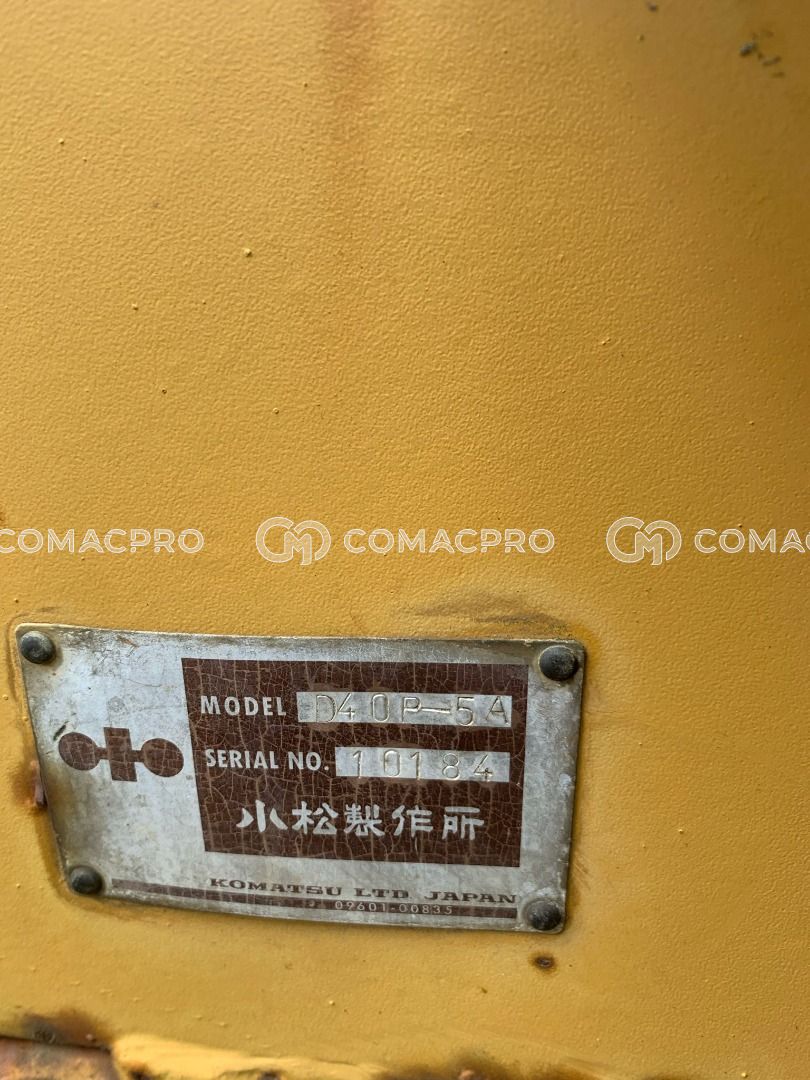 COMACPRO COMACPRO COMAC
MODEL D40P-5A
SERIAL NO. 10184
小松製作所
KOMATSU LTD JAPAN
09601-00835